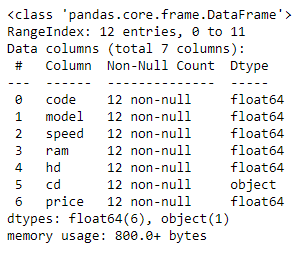 <class 'pandas.core.frame.DataFrame'>
RangeIndex: 12 entries, 0 to 11
Data columns (total 7 columns):
 #   Column  Non-Null Count  Dtype
---  ------  --------------  -----
 0   code    12 non-null     float64
 1   model   12 non-null     float64
 2   speed   12 non-null     float64
 3   ram     12 non-null     float64
 4   hd      12 non-null     float64
 5   cd      12 non-null     object
 6   price   12 non-null     float64
dtypes: float64(6), object(1)
memory usage: 800.0+ bytes